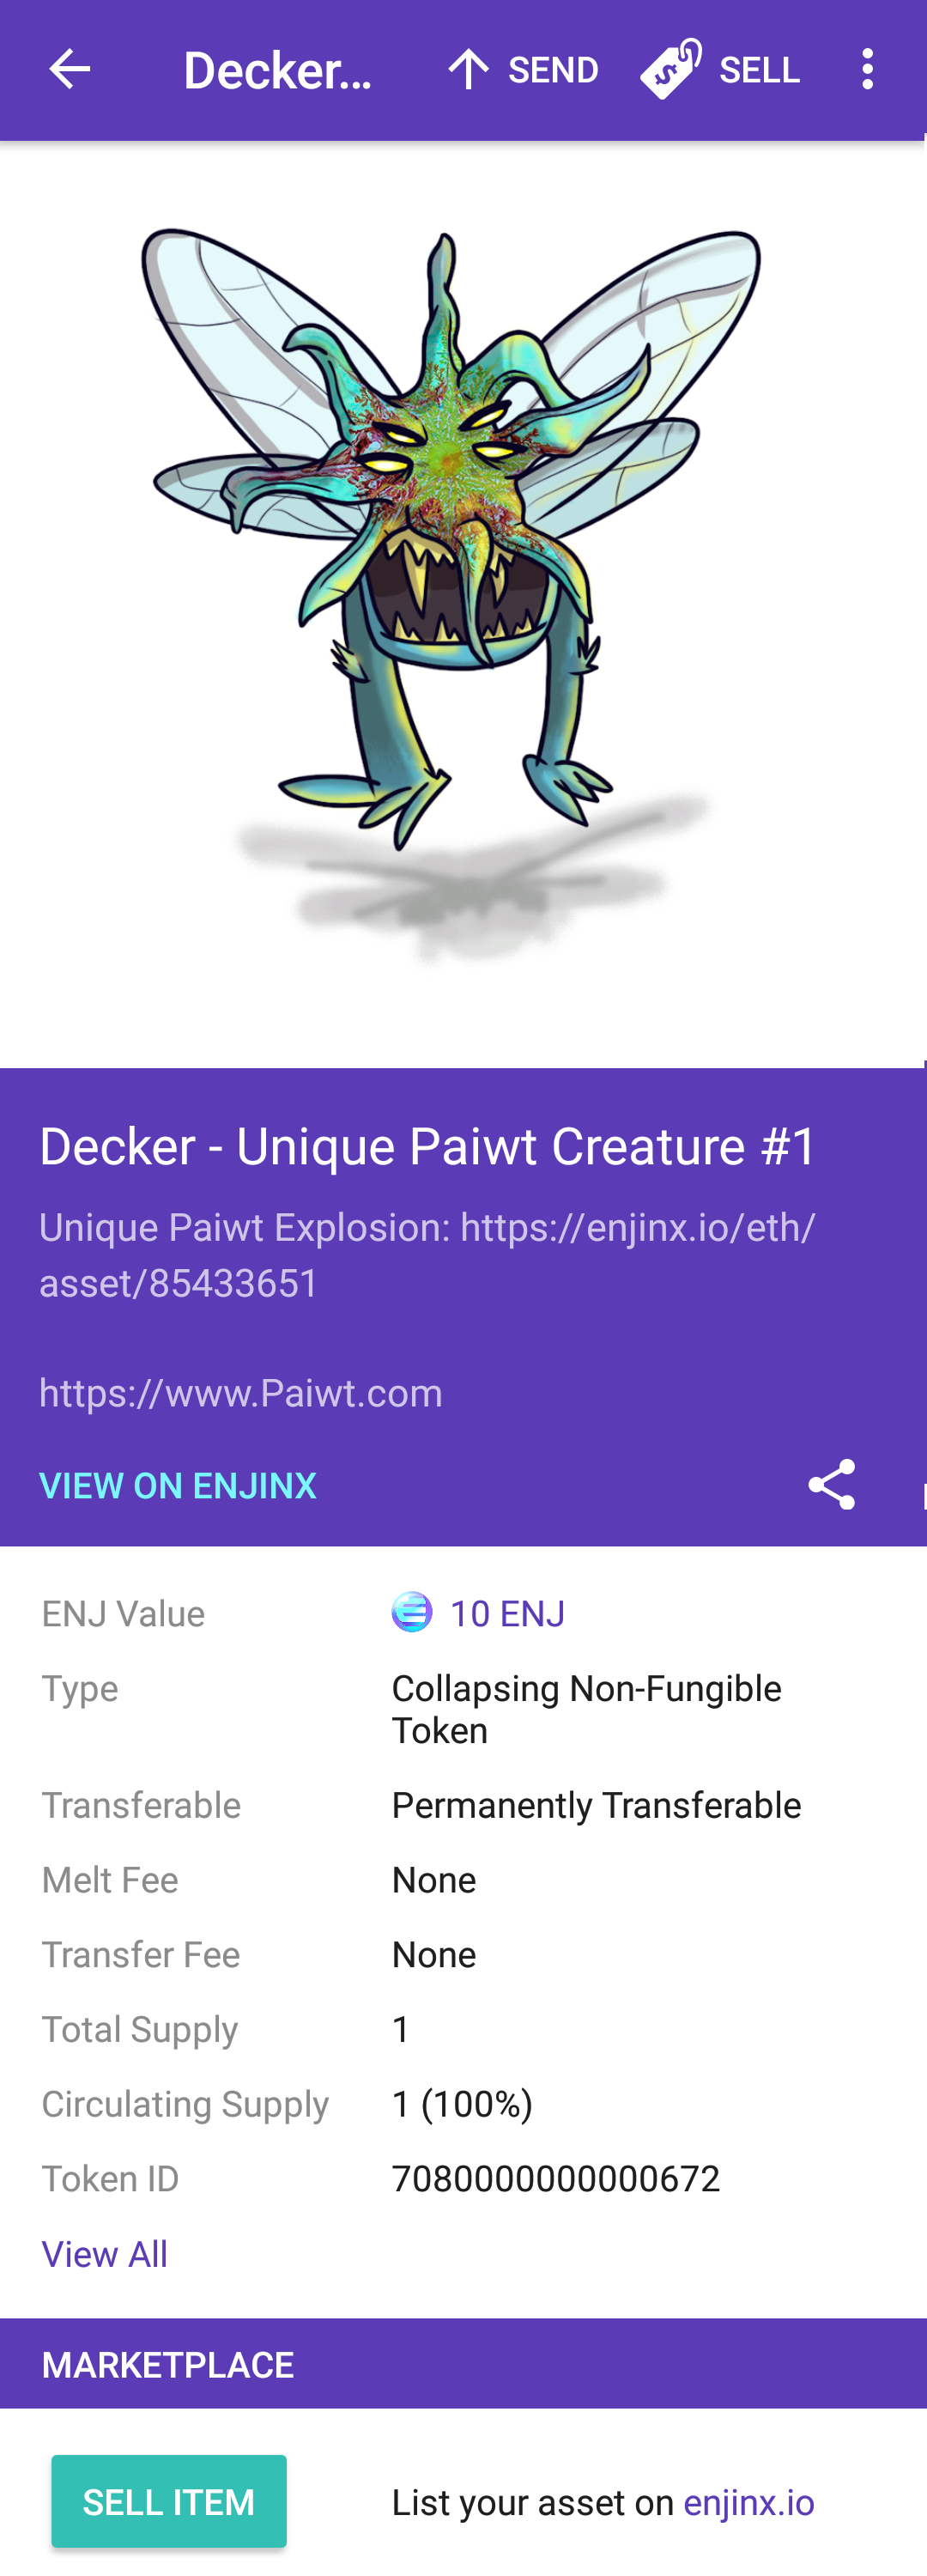 Decker...
SEND
SELL
Decker - Unique Paiwt Creature #1
Unique Paiwt Explosion: https://enjinx.io/eth/
asset/85433651
https://www.Paiwt.com
VIEW ON ENJINX
ENJ Value 10 ENJ
Type Collapsing Non-Fungible
Token
Transferable Permanently Transferable
Melt Fee None
Transfer Fee None
Total Supply 1
Circulating Supply 1 (100%)
Token ID 7080000000000672
View All
MARKETPLACE
SELL ITEM List your asset on enjinx.io